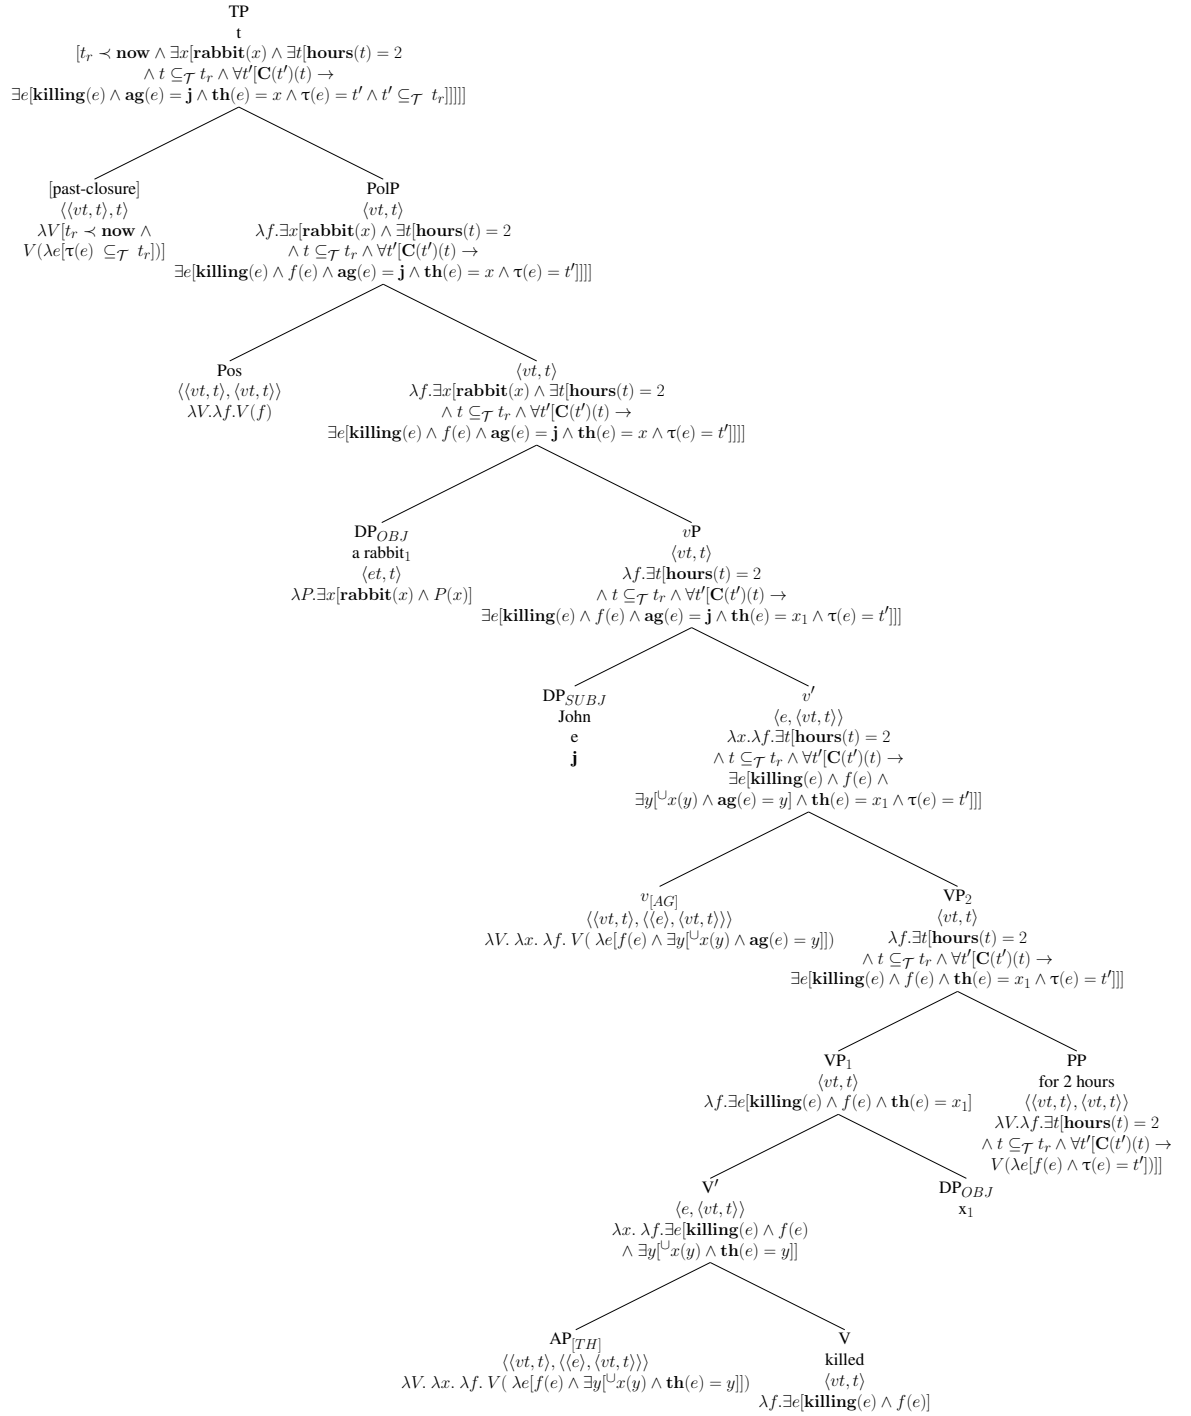 TP
t
[t_r ≺ now ∧ ∃x[rabbit(x) ∧ ∃t[hours(t) = 2
∧ t ⊆_𝒯 t_r ∧ ∀t′[C(t′)(t) →
∃e[killing(e) ∧ ag(e) = j ∧ th(e) = x ∧ τ(e) = t′ ∧ t′ ⊆_𝒯 t_r]]]]]
[past-closure]
⟨⟨vt, t⟩, t⟩
λV[t_r ≺ now ∧
V(λe[τ(e) ⊆_𝒯 t_r])]
PolP
⟨vt, t⟩
λf.∃x[rabbit(x) ∧ ∃t[hours(t) = 2
∧ t ⊆_𝒯 t_r ∧ ∀t′[C(t′)(t) →
∃e[killing(e) ∧ f(e) ∧ ag(e) = j ∧ th(e) = x ∧ τ(e) = t′]]]]
Pos
⟨⟨vt, t⟩, ⟨vt, t⟩⟩
λV.λf.V(f)
⟨vt, t⟩
λf.∃x[rabbit(x) ∧ ∃t[hours(t) = 2
∧ t ⊆_𝒯 t_r ∧ ∀t′[C(t′)(t) →
∃e[killing(e) ∧ f(e) ∧ ag(e) = j ∧ th(e) = x ∧ τ(e) = t′]]]]
DP_OBJ
a rabbit₁
⟨et, t⟩
λP.∃x[rabbit(x) ∧ P(x)]
vP
⟨vt, t⟩
λf.∃t[hours(t) = 2
∧ t ⊆_𝒯 t_r ∧ ∀t′[C(t′)(t) →
∃e[killing(e) ∧ f(e) ∧ ag(e) = j ∧ th(e) = x₁ ∧ τ(e) = t′]]]
DP_SUBJ
John
e
j
v′
⟨e, ⟨vt, t⟩⟩
λx.λf.∃t[hours(t) = 2
∧ t ⊆_𝒯 t_r ∧ ∀t′[C(t′)(t) →
∃e[killing(e) ∧ f(e) ∧
∃y[∪x(y) ∧ ag(e) = y] ∧ th(e) = x₁ ∧ τ(e) = t′]]]
v_[AG]
⟨⟨vt, t⟩, ⟨⟨e⟩, ⟨vt, t⟩⟩⟩
λV. λx. λf. V( λe[f(e) ∧ ∃y[∪x(y) ∧ ag(e) = y]])
VP₂
⟨vt, t⟩
λf.∃t[hours(t) = 2
∧ t ⊆_𝒯 t_r ∧ ∀t′[C(t′)(t) →
∃e[killing(e) ∧ f(e) ∧ th(e) = x₁ ∧ τ(e) = t′]]]
VP₁
⟨vt, t⟩
λf.∃e[killing(e) ∧ f(e) ∧ th(e) = x₁]
PP
for 2 hours
⟨⟨vt, t⟩, ⟨vt, t⟩⟩
λV.λf.∃t[hours(t) = 2
∧ t ⊆_𝒯 t_r ∧ ∀t′[C(t′)(t) →
V(λe[f(e) ∧ τ(e) = t′])]]
V′
⟨e, ⟨vt, t⟩⟩
λx. λf.∃e[killing(e) ∧ f(e)
∧ ∃y[∪x(y) ∧ th(e) = y]]
DP_OBJ
x₁
AP_[TH]
⟨⟨vt, t⟩, ⟨⟨e⟩, ⟨vt, t⟩⟩⟩
λV. λx. λf. V( λe[f(e) ∧ ∃y[∪x(y) ∧ th(e) = y]])
V
killed
⟨vt, t⟩
λf.∃e[killing(e) ∧ f(e)]